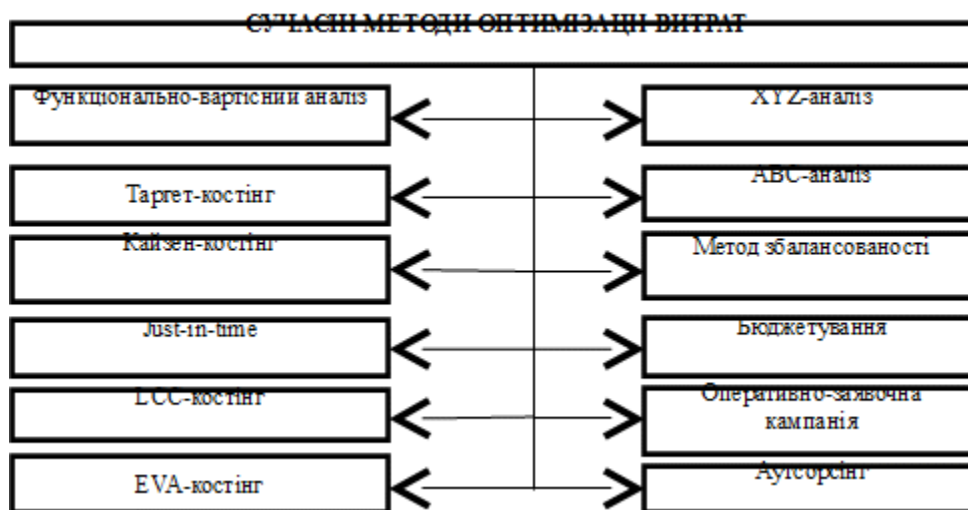 СУЧАСНІ МЕТОДИ ОПТИМІЗАЦІЇ ВИТРАТ
Функціонально-вартісний аналіз
XYZ-аналіз
Таргет-костінг
АВС-аналіз
Кайзен-костінг
Метод збалансованості
Just-in-time
Бюджетування
LCC-костінг
Оперативно-заявочна
кампанія
EVA-костінг
Аутсорсінг